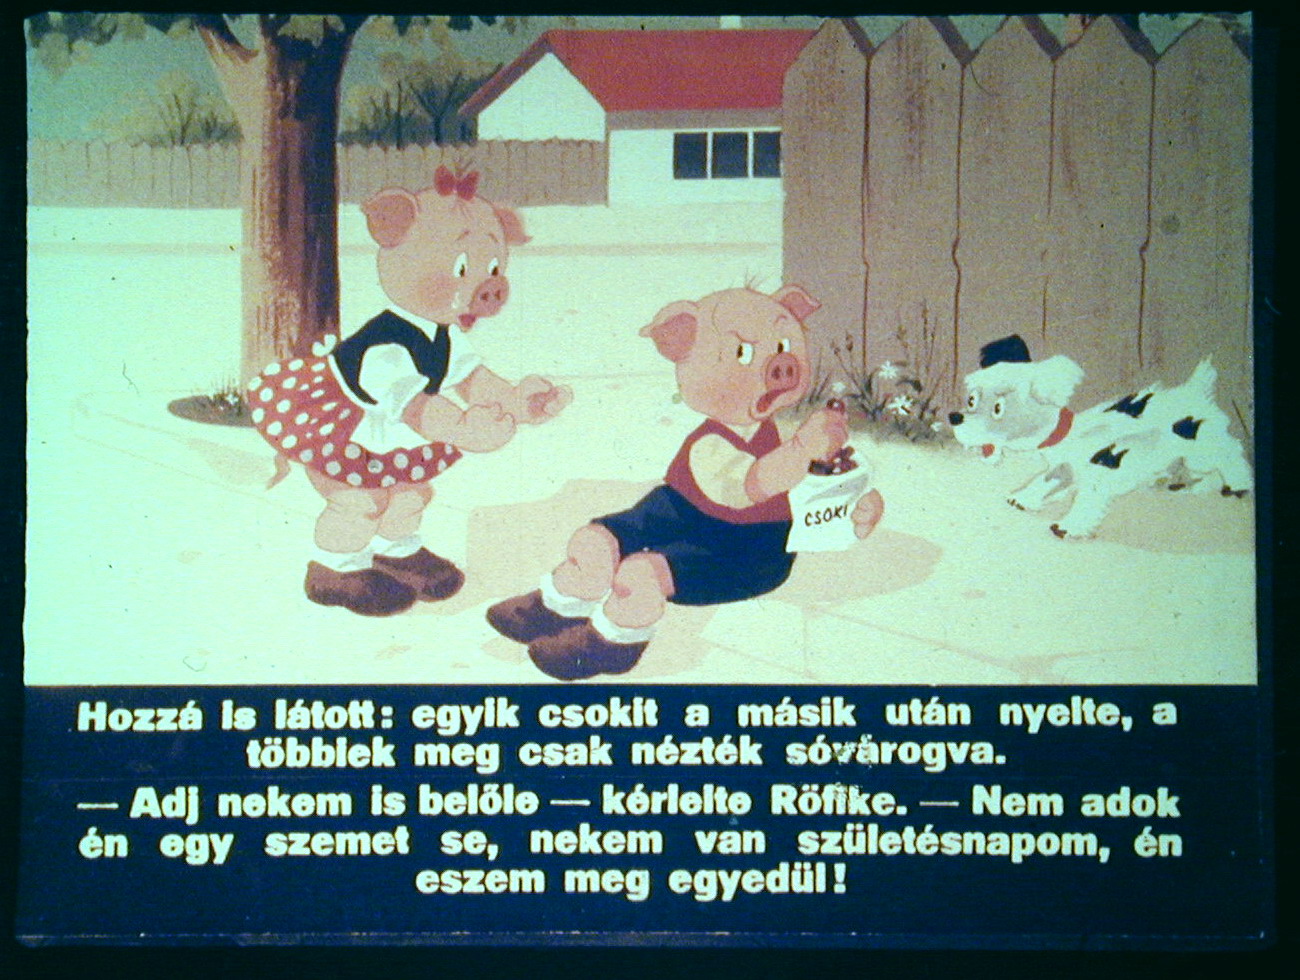 CSOKI
Hozzá is látott: egyik csokit a másik után nyelte, a
többiek meg csak nézték sóvárogva.
— Adj nekem is belőle — kérlelte Röfike. — Nem adok
én egy szemet se, nekem van születésnapom, én
eszem meg egyedül!